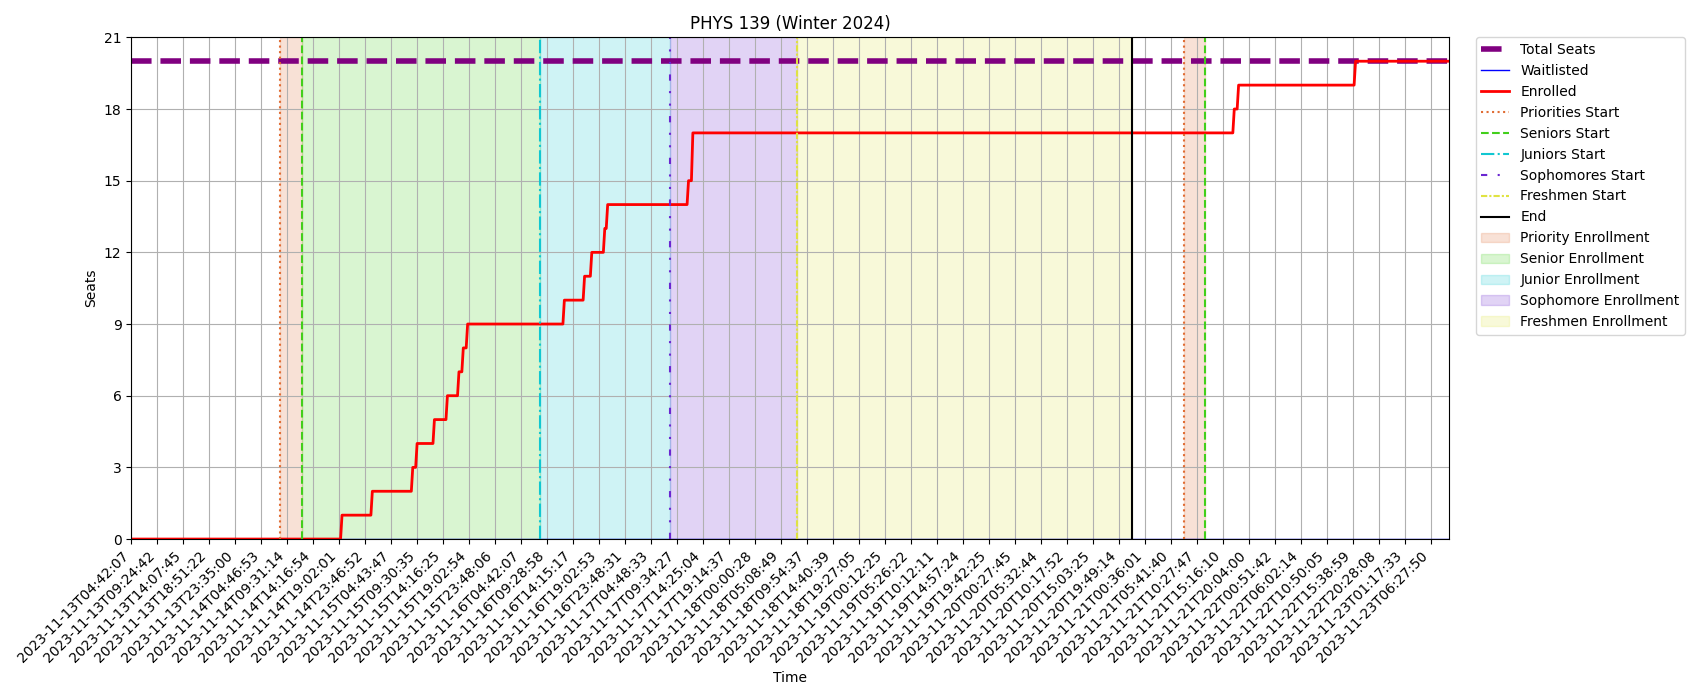 PHYS 139 (Winter 2024)
Seats
21
18
15
12
9
6
3
0
2023-11-13T04:42:07
2023-11-13T09:24:42
2023-11-13T14:07:45
2023-11-13T18:51:22
2023-11-13T23:35:00
2023-11-14T04:46:53
2023-11-14T09:31:14
2023-11-14T14:16:54
2023-11-14T19:02:01
2023-11-14T23:46:52
2023-11-15T04:43:47
2023-11-15T09:30:35
2023-11-15T14:16:25
2023-11-15T19:02:54
2023-11-15T23:48:06
2023-11-16T04:42:07
2023-11-16T09:28:58
2023-11-16T14:15:17
2023-11-16T19:02:53
2023-11-16T23:48:31
2023-11-17T04:48:33
2023-11-17T09:34:27
2023-11-17T14:25:04
2023-11-17T19:14:37
2023-11-18T00:00:28
2023-11-18T05:08:49
2023-11-18T09:54:37
2023-11-18T14:40:39
2023-11-18T19:27:05
2023-11-19T00:12:25
2023-11-19T05:26:22
2023-11-19T10:12:11
2023-11-19T14:57:24
2023-11-19T19:42:25
2023-11-20T00:27:45
2023-11-20T05:32:44
2023-11-20T10:17:52
2023-11-20T15:03:25
2023-11-20T19:49:14
2023-11-21T00:36:01
2023-11-21T05:41:40
2023-11-21T10:27:47
2023-11-21T15:16:10
2023-11-21T20:04:00
2023-11-22T00:51:42
2023-11-22T06:02:14
2023-11-22T10:50:05
2023-11-22T15:38:59
2023-11-22T20:28:08
2023-11-23T01:17:33
2023-11-23T06:27:50
Time
Total Seats
Waitlisted
Enrolled
Priorities Start
Seniors Start
Juniors Start
Sophomores Start
Freshmen Start
End
Priority Enrollment
Senior Enrollment
Junior Enrollment
Sophomore Enrollment
Freshmen Enrollment